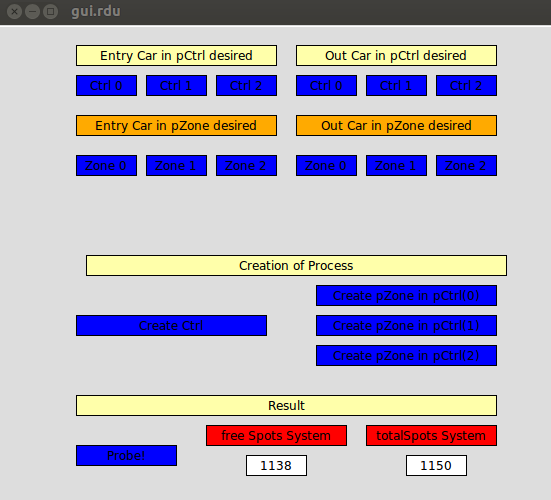 gui.rdu
Entry Car in pCtrl desired
Out Car in pCtrl desired
Ctrl 0
Ctrl 1
Ctrl 2
Ctrl 0
Ctrl 1
Ctrl 2
Entry Car in pZone desired
Out Car in pZone desired
Zone 0
Zone 1
Zone 2
Zone 0
Zone 1
Zone 2
Creation of Process
Create pZone in pCtrl(0)
Create Ctrl
Create pZone in pCtrl(1)
Create pZone in pCtrl(2)
Result
free Spots System
totalSpots System
Probe!
1138
1150